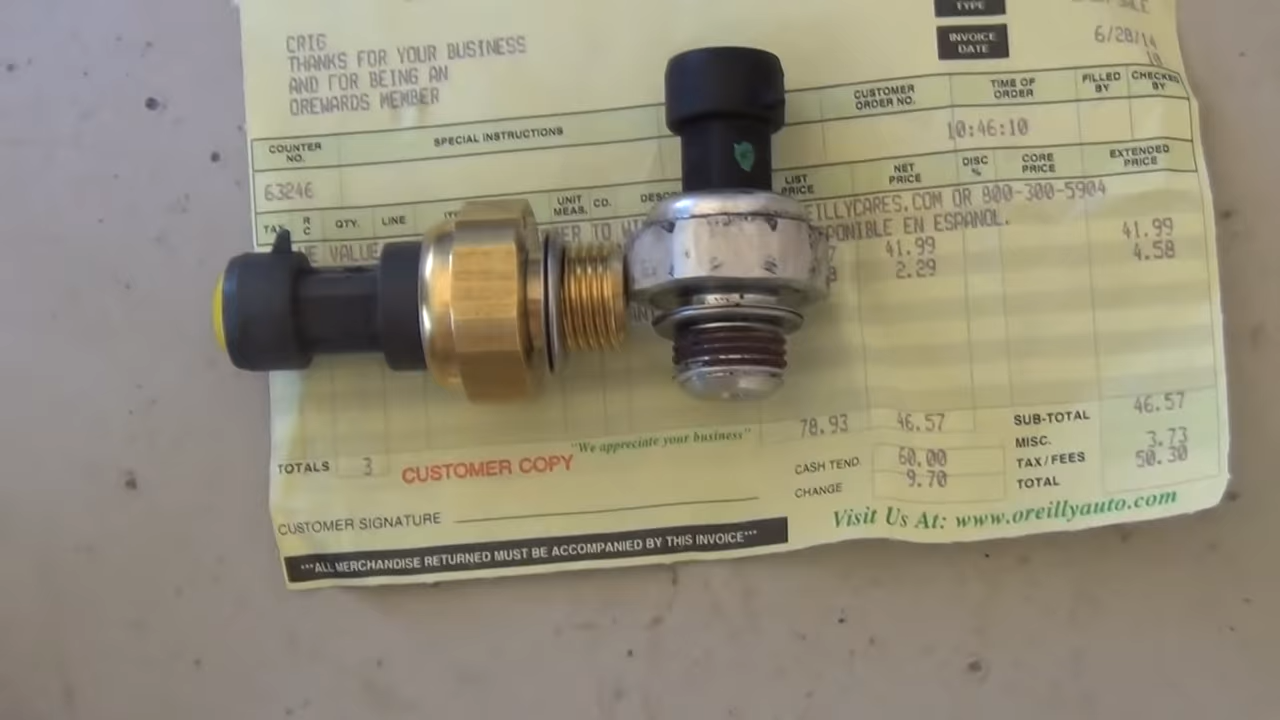 TYPE
INVOICE DATE
6/28/14
CRIG
THANKS FOR YOUR BUSINESS
AND FOR BEING AN
OREWARDS MEMBER
COUNTER NO.
SPECIAL INSTRUCTIONS
CUSTOMER ORDER NO.
TIME OF ORDER
FILLED BY
CHECKED BY
10:46:10
63246
TAX
R C
QTY.
LINE
UNIT MEAS.
CD.
LIST PRICE
NET PRICE
DISC %
CORE PRICE
EXTENDED PRICE
VALUE
TO
OR 800-300-5904
EN ESPANOL.
41.99 41.99
2.29 4.58
"We appreciate your business"
78.93 46.57 SUB-TOTAL 46.57
MISC.
TOTALS 3 CUSTOMER COPY
CASH TEND. 60.00 TAX/FEES 3.73
CHANGE 9.70 TOTAL 50.30
CUSTOMER SIGNATURE
Visit Us At: www.oreillyauto.com
***ALL MERCHANDISE RETURNED MUST BE ACCOMPANIED BY THIS INVOICE***